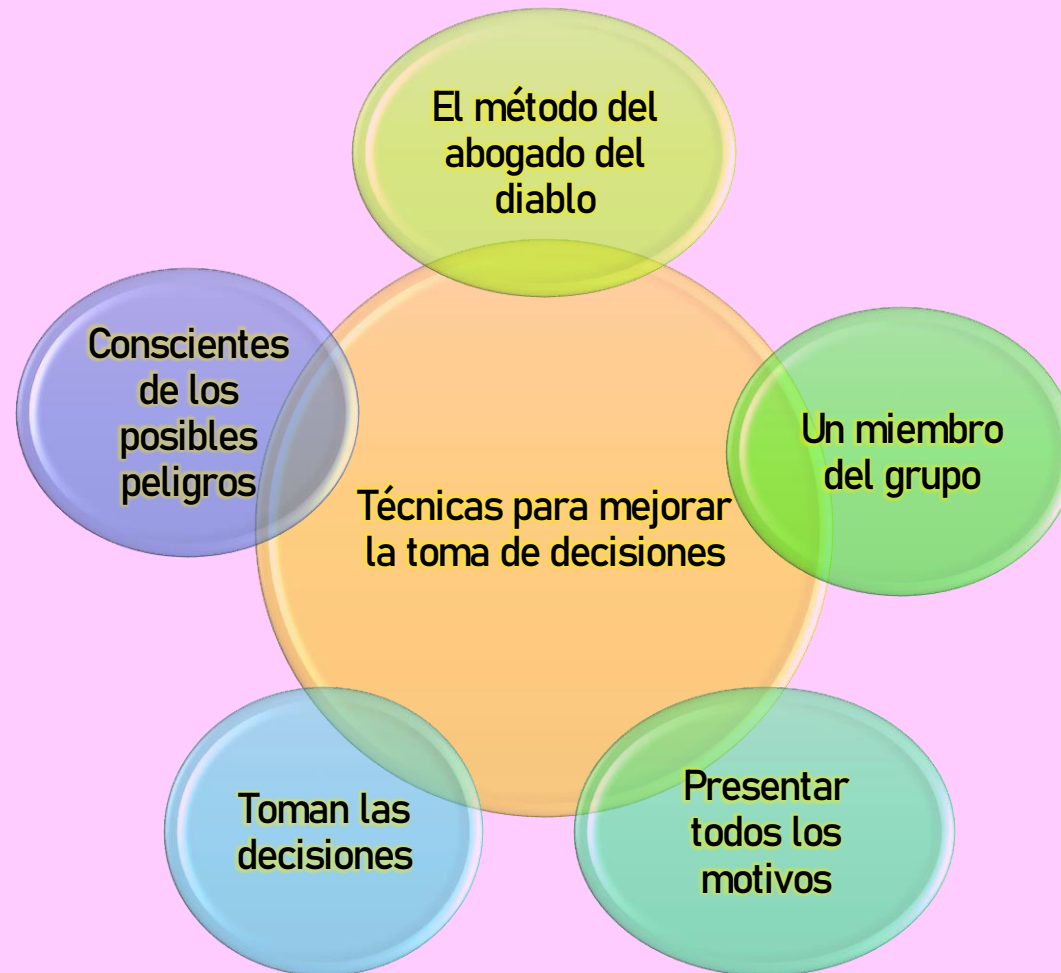 El método del
abogado del
diablo
Conscientes
de los
posibles
peligros
Un miembro
del grupo
Técnicas para mejorar
la toma de decisiones
Toman las
decisiones
Presentar
todos los
motivos